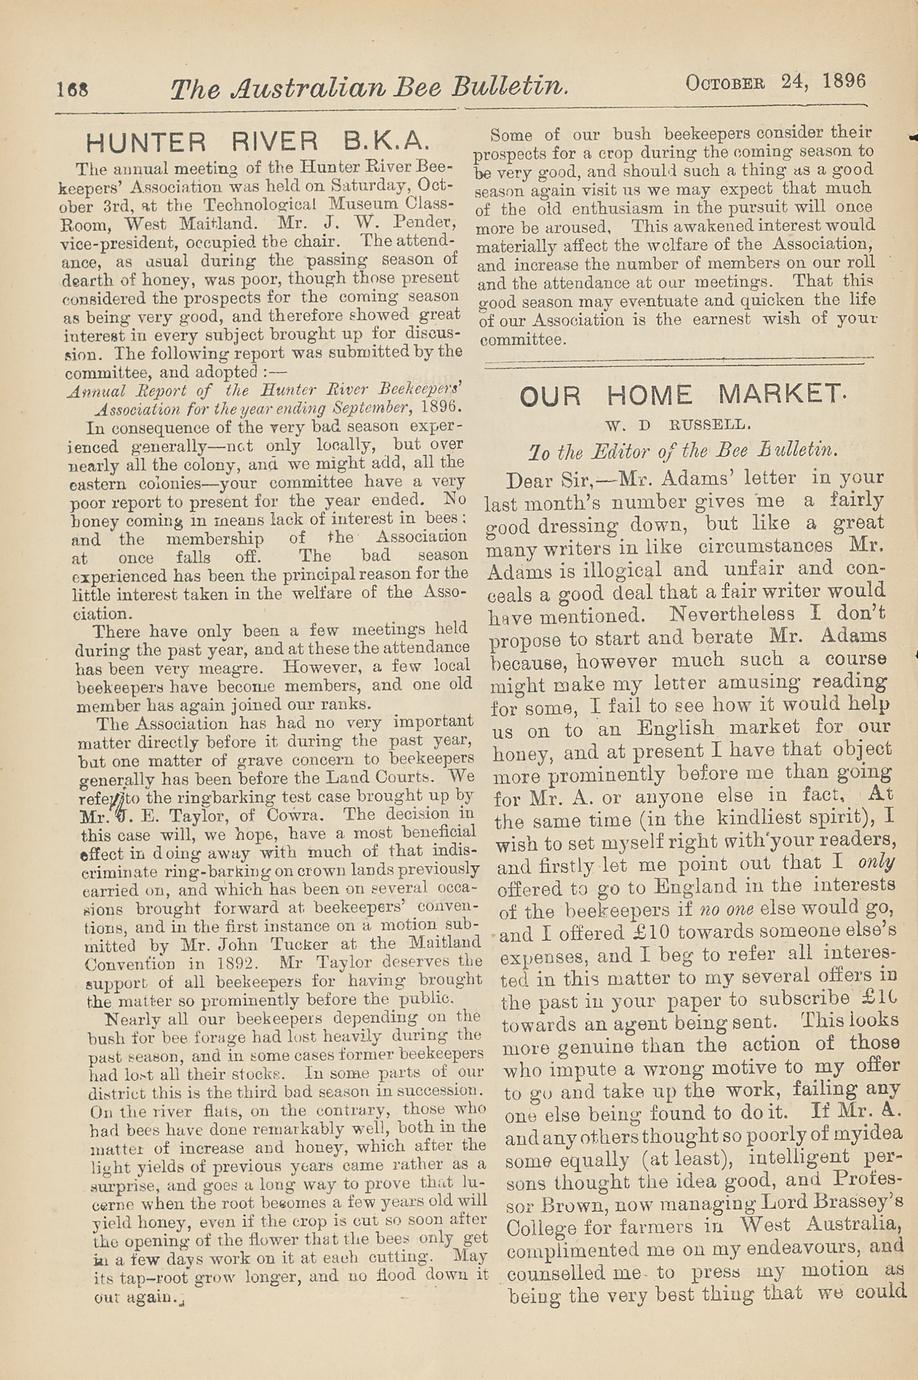 168 The Australian Bee Bulletin. OCTOBER 24, 1896
HUNTER RIVER B.K.A.
The annual meeting of the Hunter River Bee-
keepers' Association was held on Saturday, Oct-
ober 3rd, at the Technological Museum Class-
Room, West Maitland. Mr. J. W. Pender,
vice-president, occupied the chair. The attend-
ance, as usual during the passing season of
dearth of honey, was poor, though those present
considered the prospects for the coming season
as being very good, and therefore showed great
interest in every subject brought up for discus-
sion. The following report was submitted by the
committee, and adopted :—
Annual Report of the Hunter River Beekeepers'
Association for the year ending September, 1896.
In consequence of the very bad season exper-
ienced generally—not only locally, but over
nearly all the colony, and we might add, all the
eastern colonies—your committee have a very
poor report to present for the year ended. No
honey coming in means lack of interest in bees;
and the membership of the Association
at once falls off. The bad season
experienced has been the principal reason for the
little interest taken in the welfare of the Asso-
ciation.
There have only been a few meetings held
during the past year, and at these the attendance
has been very meagre. However, a few local
beekeepers have become members, and one old
member has again joined our ranks.
The Association has had no very important
matter directly before it during the past year,
but one matter of grave concern to beekeepers
generally has been before the Land Courts. We
refer to the ringbarking test case brought up by
Mr. J. E. Taylor, of Cowra. The decision in
this case will, we hope, have a most beneficial
effect in doing away with much of that indis-
criminate ring-barking on crown lands previously
carried on, and which has been on several occa-
sions brought forward at beekeepers' conven-
tions, and in the first instance on a motion sub-
mitted by Mr. John Tucker at the Maitland
Convention in 1892. Mr Taylor deserves the
support of all beekeepers for having brought
the matter so prominently before the public.
Nearly all our beekeepers depending on the
bush for bee forage had lost heavily during the
past season, and in some cases former beekeepers
had lost all their stocks. In some parts of our
district this is the third bad season in succession.
On the river flats, on the contrary, those who
had bees have done remarkably well, both in the
matter of increase and honey, which after the
light yields of previous years came rather as a
surprise, and goes a long way to prove that lu-
cerne when the root becomes a few years old will
yield honey, even if the crop is cut so soon after
the opening of the flower that the bees only get
in a few days work on it at each cutting. May
its tap-root grow longer, and no flood down it
out again.
Some of our bush beekeepers consider their
prospects for a crop during the coming season to
be very good, and should such a thing as a good
season again visit us we may expect that much
of the old enthusiasm in the pursuit will once
more be aroused, This awakened interest would
materially affect the welfare of the Association,
and increase the number of members on our roll
and the attendance at our meetings. That this
good season may eventuate and quicken the life
of our Association is the earnest wish of your
committee.
OUR HOME MARKET.
W. D RUSSELL.
To the Editor of the Bee Bulletin.
Dear Sir,—Mr. Adams' letter in your
last month's number gives me a fairly
good dressing down, but like a great
many writers in like circumstances Mr.
Adams is illogical and unfair and con-
ceals a good deal that a fair writer would
have mentioned. Nevertheless I don't
propose to start and berate Mr. Adams
because, however much such a course
might make my letter amusing reading
for some, I fail to see how it would help
us on to an English market for our
honey, and at present I have that object
more prominently before me than going
for Mr. A. or anyone else in fact, At
the same time (in the kindliest spirit), I
wish to set myself right with your readers,
and firstly let me point out that I only
offered to go to England in the interests
of the beekeepers if no one else would go,
and I offered £10 towards someone else's
expenses, and I beg to refer all interes-
ted in this matter to my several offers in
the past in your paper to subscribe £10
towards an agent being sent. This looks
more genuine than the action of those
who impute a wrong motive to my offer
to go and take up the work, failing any
one else being found to do it. If Mr. A.
and any others thought so poorly of my idea
some equally (at least), intelligent per-
sons thought the idea good, and Profes-
sor Brown, now managing Lord Brassey's
College for farmers in West Australia,
complimented me on my endeavours, and
counselled me to press my motion as
being the very best thing that we could